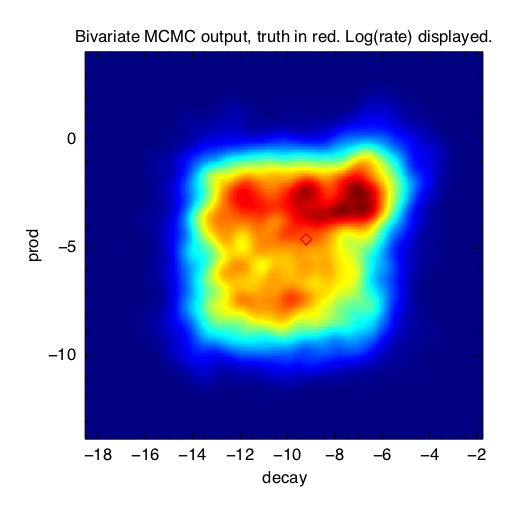 Bivariate MCMC output, truth in red. Log(rate) displayed.
0
−5
−10
prod
−18 −16 −14 −12 −10 −8 −6 −4 −2
decay